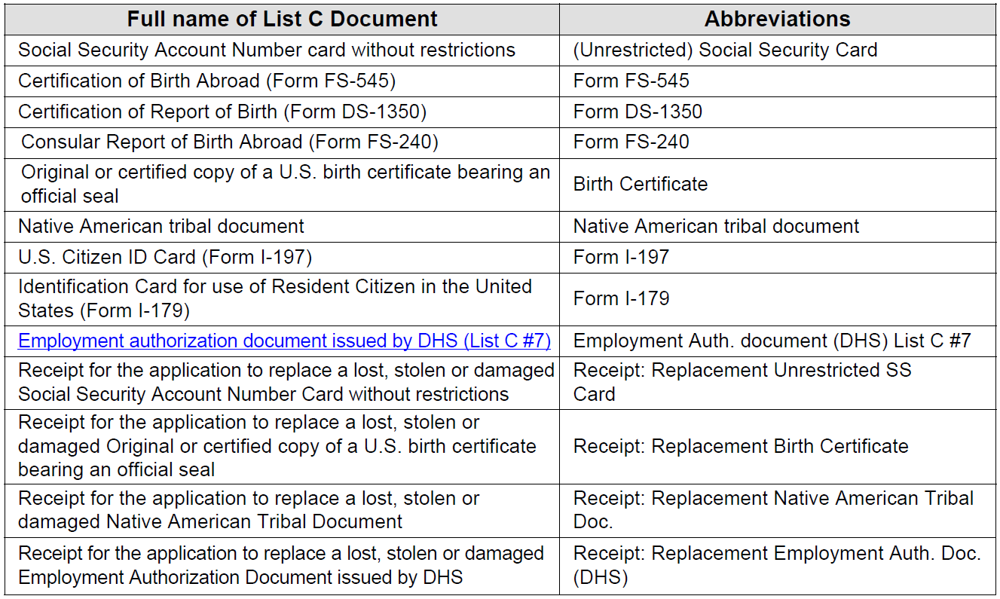 Full name of List C Document
Abbreviations
Social Security Account Number card without restrictions
(Unrestricted) Social Security Card
Certification of Birth Abroad (Form FS-545)
Form FS-545
Certification of Report of Birth (Form DS-1350)
Form DS-1350
Consular Report of Birth Abroad (Form FS-240)
Form FS-240
Original or certified copy of a U.S. birth certificate bearing an
official seal
Birth Certificate
Native American tribal document
Native American tribal document
U.S. Citizen ID Card (Form I-197)
Form I-197
Identification Card for use of Resident Citizen in the United
States (Form I-179)
Form I-179
Employment authorization document issued by DHS (List C #7)
Employment Auth. document (DHS) List C #7
Receipt for the application to replace a lost, stolen or damaged
Social Security Account Number Card without restrictions
Receipt: Replacement Unrestricted SS
Card
Receipt for the application to replace a lost, stolen or
damaged Original or certified copy of a U.S. birth certificate
bearing an official seal
Receipt: Replacement Birth Certificate
Receipt for the application to replace a lost, stolen or
damaged Native American Tribal Document
Receipt: Replacement Native American Tribal
Doc.
Receipt for the application to replace a lost, stolen or damaged
Employment Authorization Document issued by DHS
Receipt: Replacement Employment Auth. Doc.
(DHS)